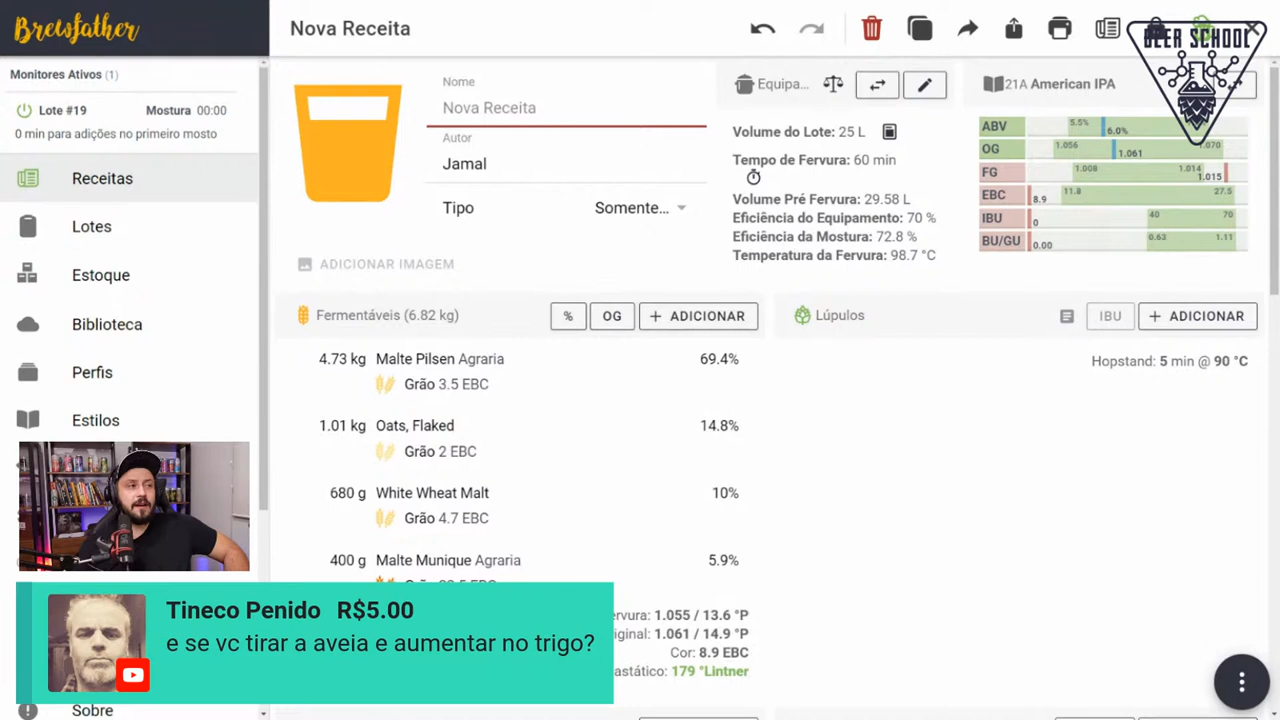 Brewfather
Nova Receita
BEER SCHOOL
Monitores Ativos (1)
Lote #19
Mostura 00:00
0 min para adições no primeiro mosto
Receitas
Lotes
Estoque
Biblioteca
Perfis
Estilos
Sobre
Nome
Nova Receita
Autor
Jamal
Tipo
Somente...
ADICIONAR IMAGEM
Equipa...
Volume do Lote: 25 L
Tempo de Fervura: 60 min
Volume Pré Fervura: 29.58 L
Eficiência do Equipamento: 70 %
Eficiência da Mostura: 72.8 %
Temperatura da Fervura: 98.7 °C
21A American IPA
ABV 5.5% 6.0%
OG 1.056 1.061 1.070
FG 1.008 1.014 1.015
EBC 8.9 11.8 27.5
IBU 0 40 70
BU/GU 0.00 0.63 1.11
Fermentáveis (6.82 kg)
%
OG
+ ADICIONAR
4.73 kg Malte Pilsen Agraria 69.4%
Grão 3.5 EBC
1.01 kg Oats, Flaked 14.8%
Grão 2 EBC
680 g White Wheat Malt 10%
Grão 4.7 EBC
400 g Malte Munique Agraria 5.9%
rvura: 1.055 / 13.6 °P
iginal: 1.061 / 14.9 °P
Cor: 8.9 EBC
astático: 179 °Lintner
Lúpulos
IBU
+ ADICIONAR
Hopstand: 5 min @ 90 °C
Tineco Penido R$5.00
e se vc tirar a aveia e aumentar no trigo?